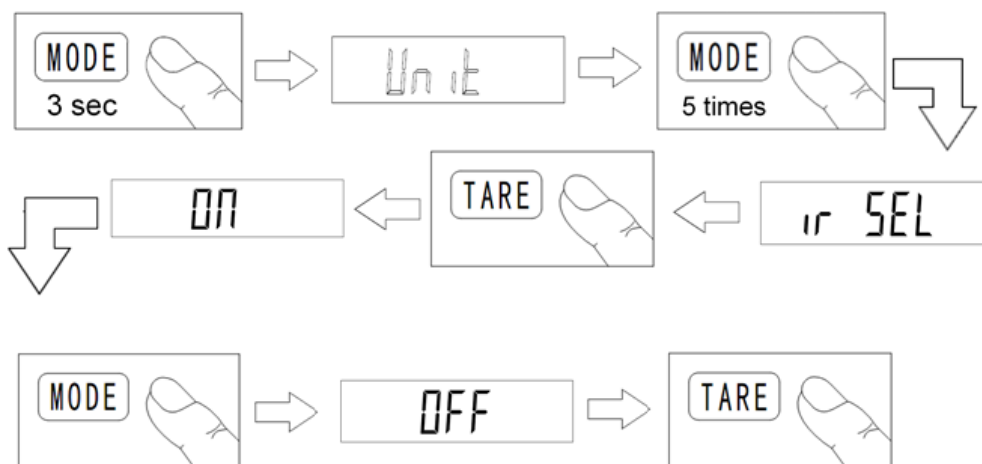 MODE
3 sec
Unit
MODE
5 times
ir SEL
TARE
ON
MODE
OFF
TARE